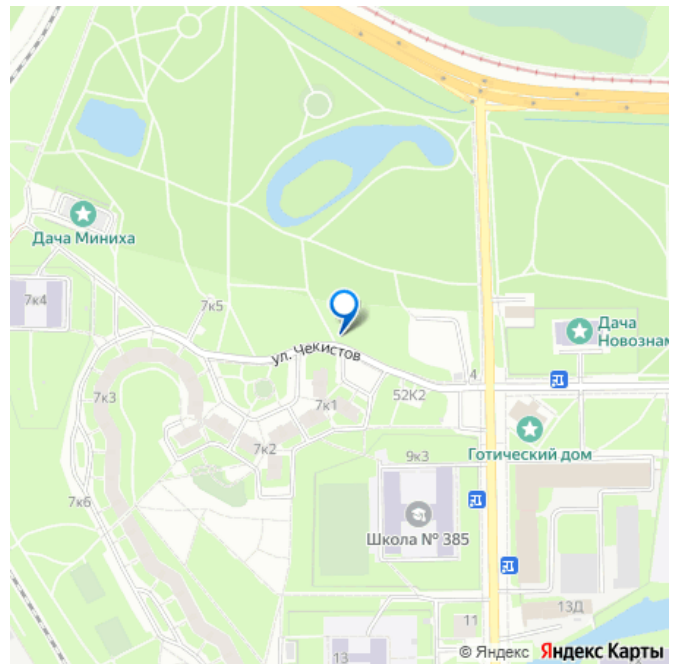 Дача Миниха
7к4
7к5
Дача
Новознам
ул. Чекистов
4
7к3
7к1
52К2
7к2
Готический дом
9к3
7к6
Школа № 385
13Д
11
13
© Яндекс Яндекс Карты